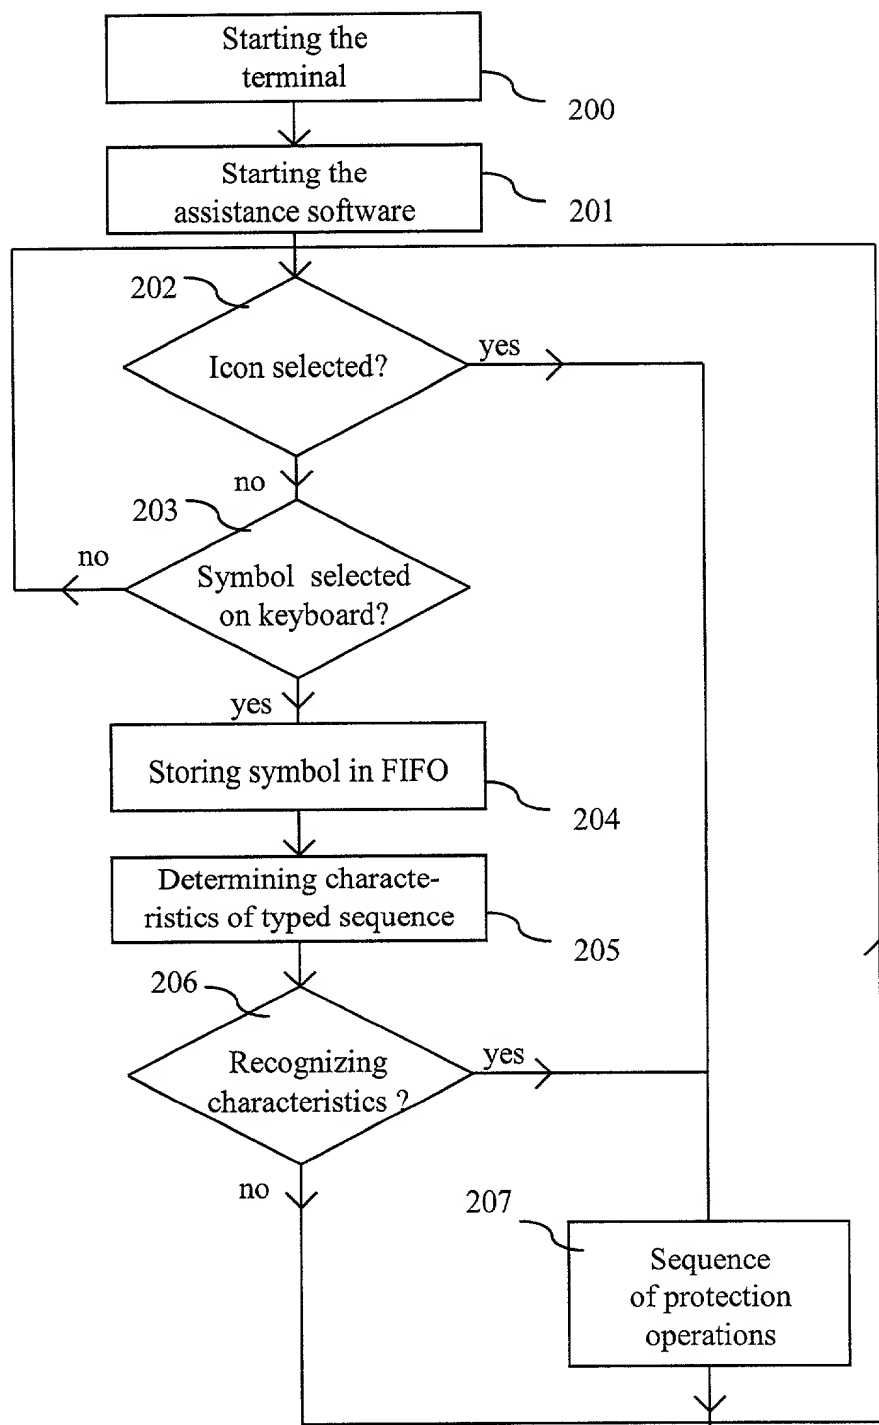 Starting the
terminal
200
Starting the
assistance software
201
202
Icon selected?
yes
no
203
no
Symbol selected
on keyboard?
yes
Storing symbol in FIFO
204
Determining characte-
ristics of typed sequence
205
206
Recognizing
characteristics ?
yes
no
207
Sequence
of protection
operations